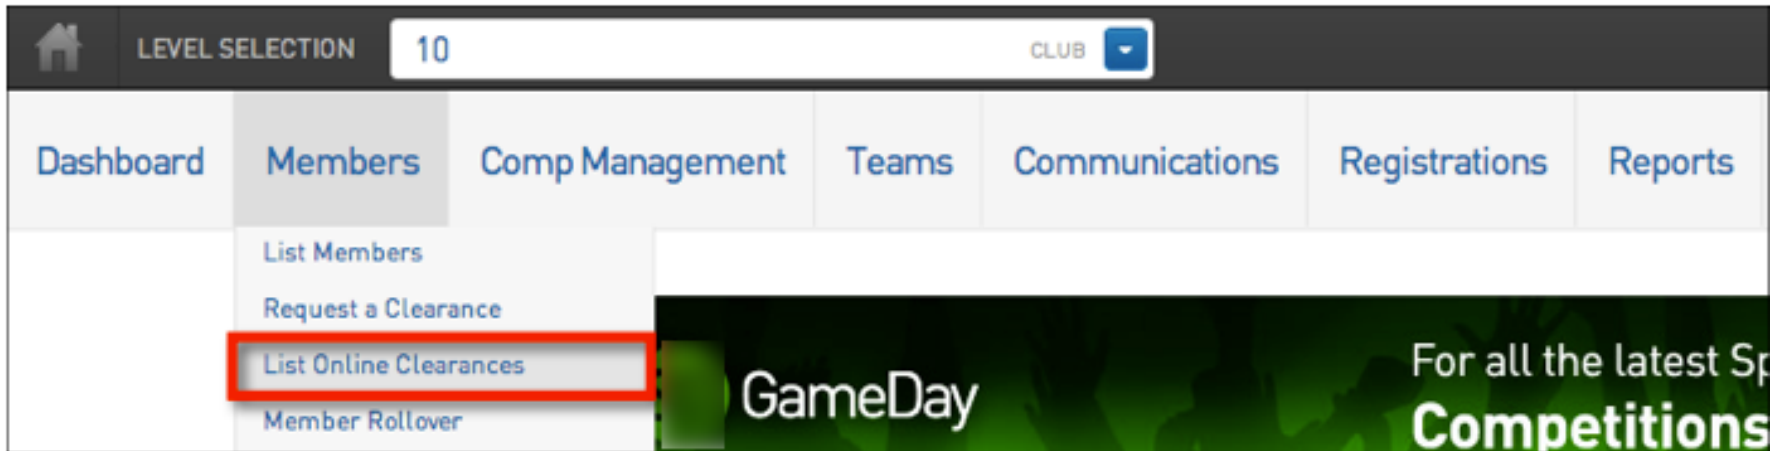 LEVEL SELECTION 10 CLUB
Dashboard Members Comp Management Teams Communications Registrations Reports
List Members
Request a Clearance
List Online Clearances
Member Rollover
GameDay
For all the latest Sp
Competitions